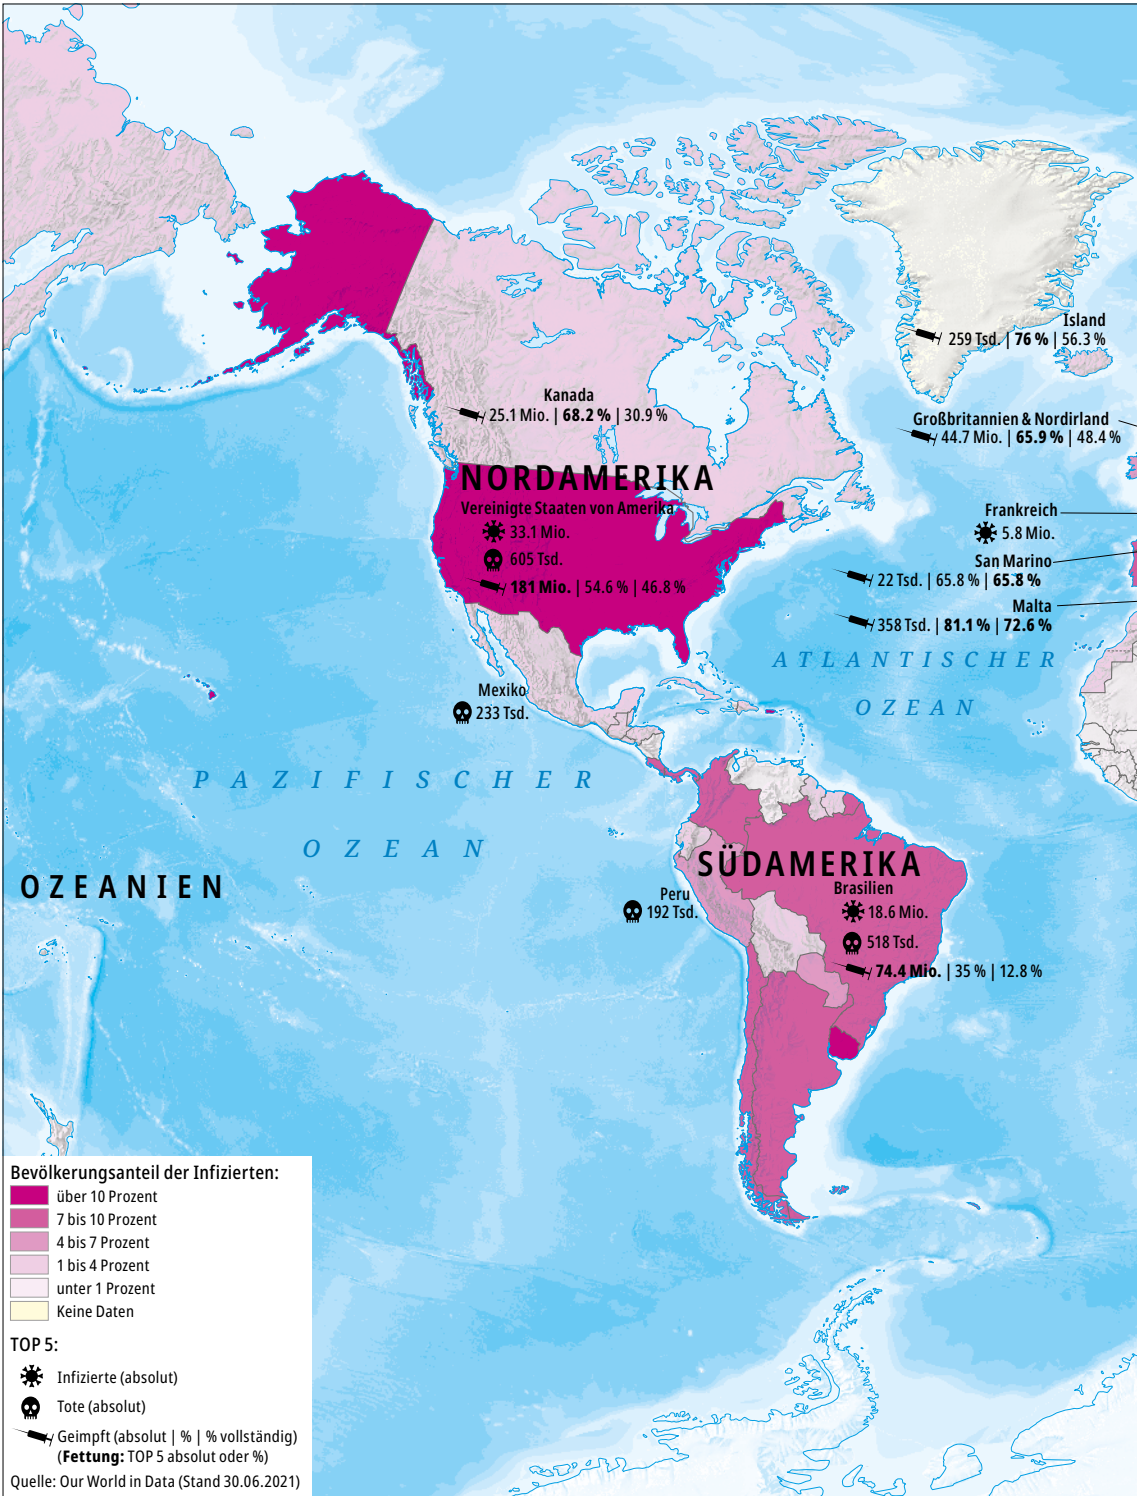 Island
259 Tsd. | 76 % | 56.3 %
Kanada
25.1 Mio. | 68.2 % | 30.9 %
Großbritannien & Nordirland
44.7 Mio. | 65.9 % | 48.4 %
NORDAMERIKA
Vereinigte Staaten von Amerika
33.1 Mio.
605 Tsd.
181 Mio. | 54.6 % | 46.8 %
Frankreich
5.8 Mio.
San Marino
22 Tsd. | 65.8 % | 65.8 %
Malta
358 Tsd. | 81.1 % | 72.6 %
ATLANTISCHER
OZEAN
Mexiko
233 Tsd.
PAZIFISCHER
OZEAN
OZEANIEN
SÜDAMERIKA
Brasilien
18.6 Mio.
518 Tsd.
74.4 Mio. | 35 % | 12.8 %
Peru
192 Tsd.
Bevölkerungsanteil der Infizierten:
über 10 Prozent
7 bis 10 Prozent
4 bis 7 Prozent
1 bis 4 Prozent
unter 1 Prozent
Keine Daten
TOP 5:
Infizierte (absolut)
Tote (absolut)
Geimpft (absolut | % | % vollständig)
(Fettung: TOP 5 absolut oder %)
Quelle: Our World in Data (Stand 30.06.2021)